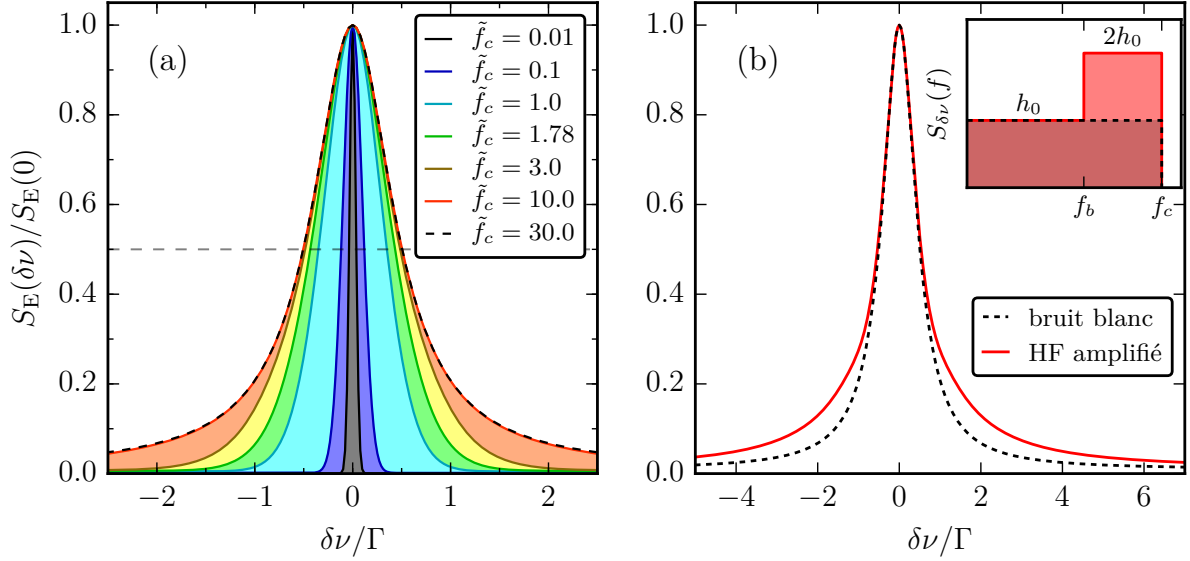 (a)
S_E(δν)/S_E(0)
1.0
0.8
0.6
0.4
0.2
0.0
−2
−1
0
1
2
δν/Γ
f̃_c = 0.01
f̃_c = 0.1
f̃_c = 1.0
f̃_c = 1.78
f̃_c = 3.0
f̃_c = 10.0
f̃_c = 30.0
(b)
1.0
0.8
0.6
0.4
0.2
0.0
−4
−2
0
2
4
6
δν/Γ
S_δν(f)
2h₀
h₀
f_b
f_c
bruit blanc
HF amplifié